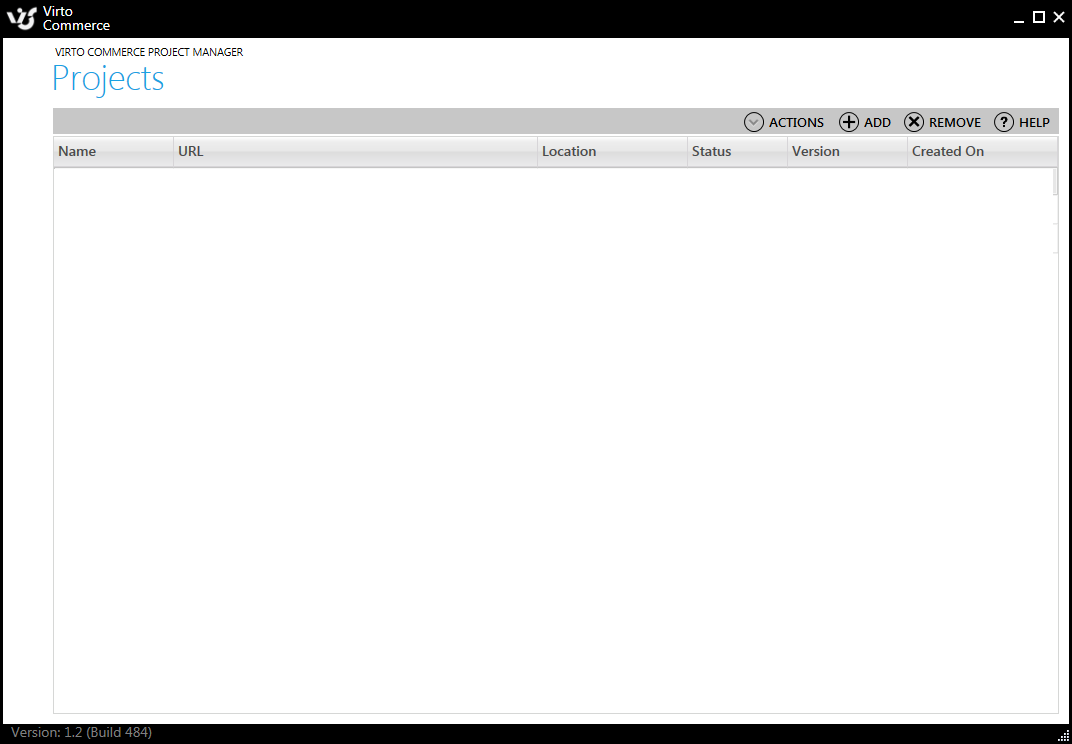 Virto
Commerce
VIRTO COMMERCE PROJECT MANAGER
Projects
ACTIONS ADD REMOVE HELP
Name URL Location Status Version Created On
Version: 1.2 (Build 484)